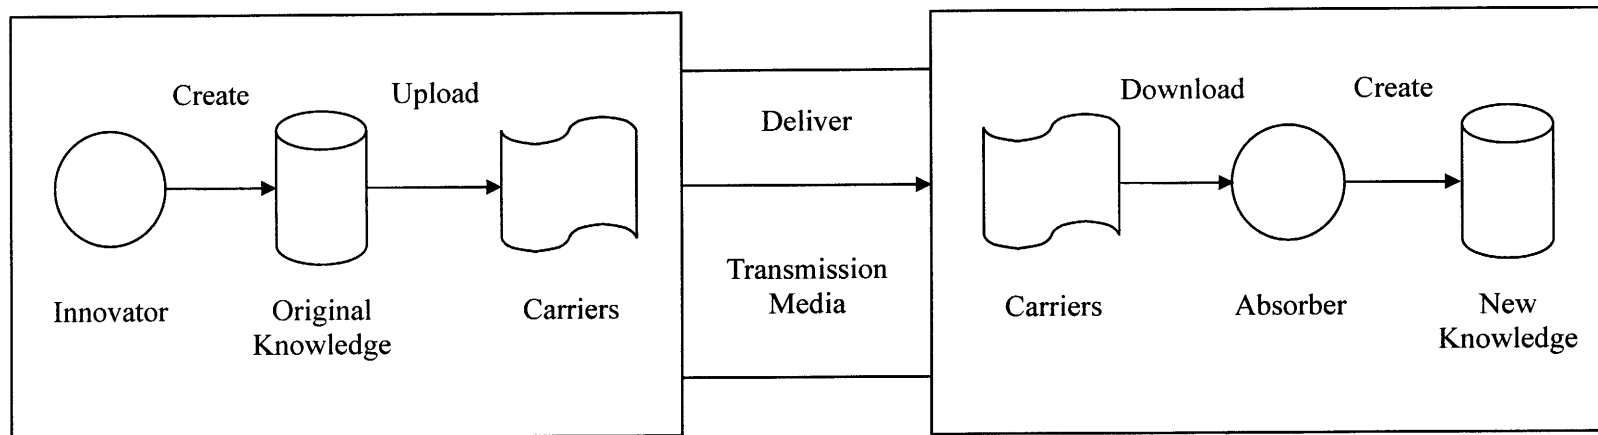 Create
Upload
Innovator
Original
Knowledge
Carriers
Deliver
Transmission
Media
Download
Create
Carriers
Absorber
New
Knowledge